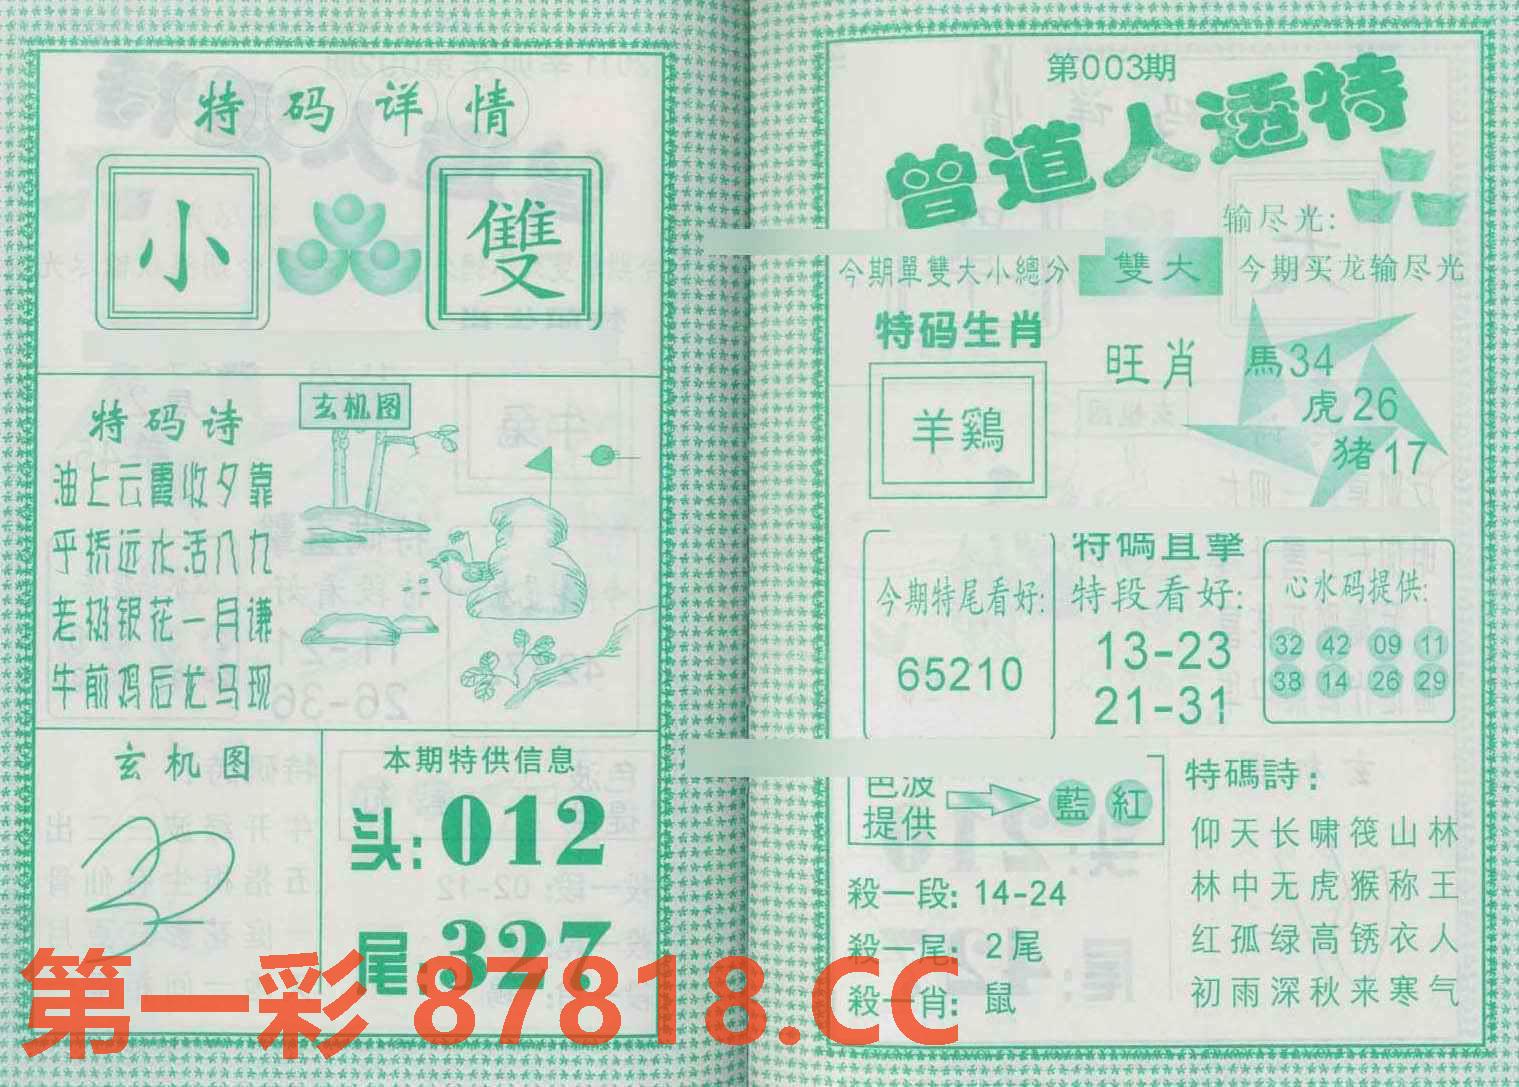 特码详情
小 雙
特码诗
油上云霞收夕靠
平桥远水活八九
老极银花一月谦
牛前鸡后龙马现
玄机图
玄机图
本期特供信息
头:012
尾:327
第003期
曾道人透特
输尽光:
今期單雙大小總分 雙大 今期买龙输尽光
特码生肖
羊鷄
旺肖
馬34
虎26
猪17
今期特尾看好:
65210
特碼直擊
特段看好:
13-23
21-31
心水码提供:
32 42 09 11
38 14 26 29
色波
提供
藍 紅
殺一段: 14-24
殺一尾: 2尾
殺一肖: 鼠
特碼詩:
仰天长啸筏山林
林中无虎猴称王
红孤绿高锈衣人
初雨深秋来寒气
第一彩 87818.CC